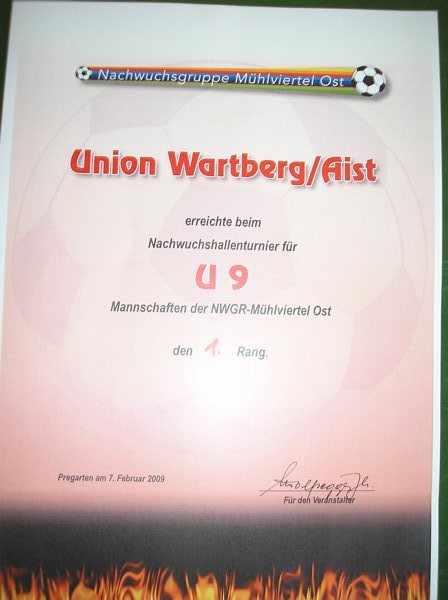 Nachwuchsgruppe Mühlviertel Ost
Union Wartberg/Aist
erreichte beim
Nachwuchshallenturnier für
U 9
Mannschaften der NWGR-Mühlviertel Ost
den 1. Rang.
Pregarten am 7. Februar 2009
Für den Veranstalter